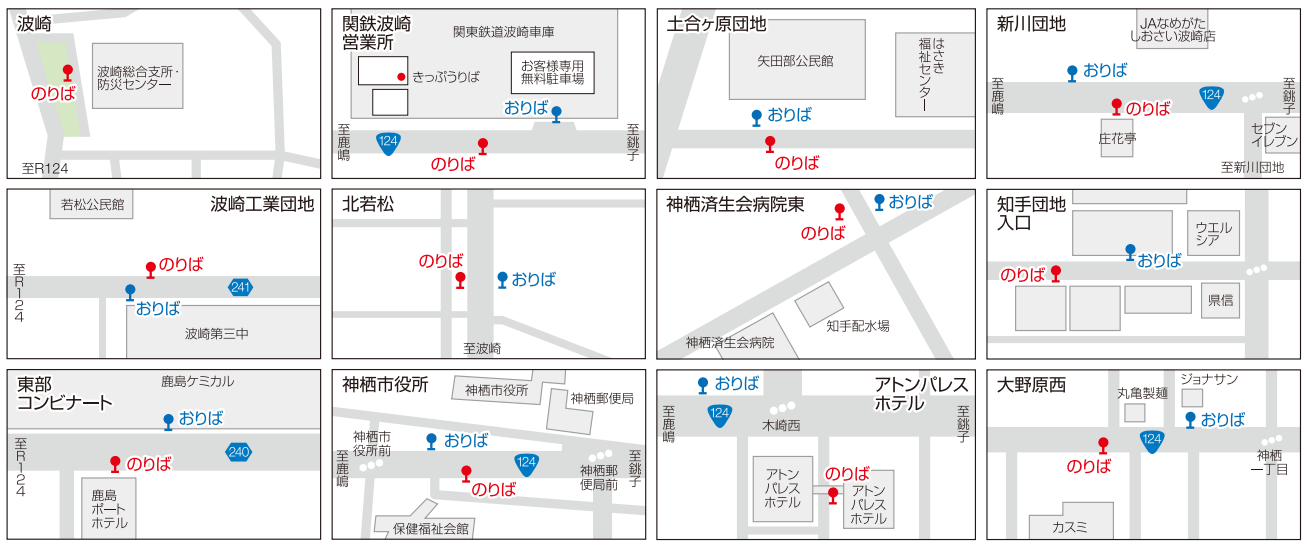 波崎
波崎総合支所・
防災センター
のりば
至R124
関鉄波崎
営業所
関東鉄道波崎車庫
お客様専用
無料駐車場
きっぷうりば
おりば
至鹿嶋
124
至銚子
のりば
土合ヶ原団地
矢田部公民館
はさき
福祉センター
おりば
のりば
新川団地
JAなめがた
しおさい波崎店
おりば
至鹿嶋
124
至銚子
のりば
庄花亭
セブン
イレブン
至新川団地
若松公民館
波崎工業団地
のりば
至R124
おりば
241
波崎第三中
北若松
のりば
おりば
至波崎
神栖済生会病院東
おりば
のりば
知手配水場
神栖済生会病院
知手団地
入口
ウエル
シア
おりば
のりば
県信
東部
コンビナート
鹿島ケミカル
おりば
至R124
240
のりば
鹿島
ポート
ホテル
神栖市役所
神栖市役所
神栖郵便局
神栖市
役所前
おりば
至鹿嶋
124
至銚子
神栖郵
便局前
のりば
保健福祉会館
おりば
アトンパレス
ホテル
至鹿嶋
124
木崎西
至銚子
のりば
アトン
パレス
ホテル
アトン
パレス
ホテル
大野原西
丸亀製麺
ジョナサン
おりば
124
のりば
神栖
一丁目
カスミ